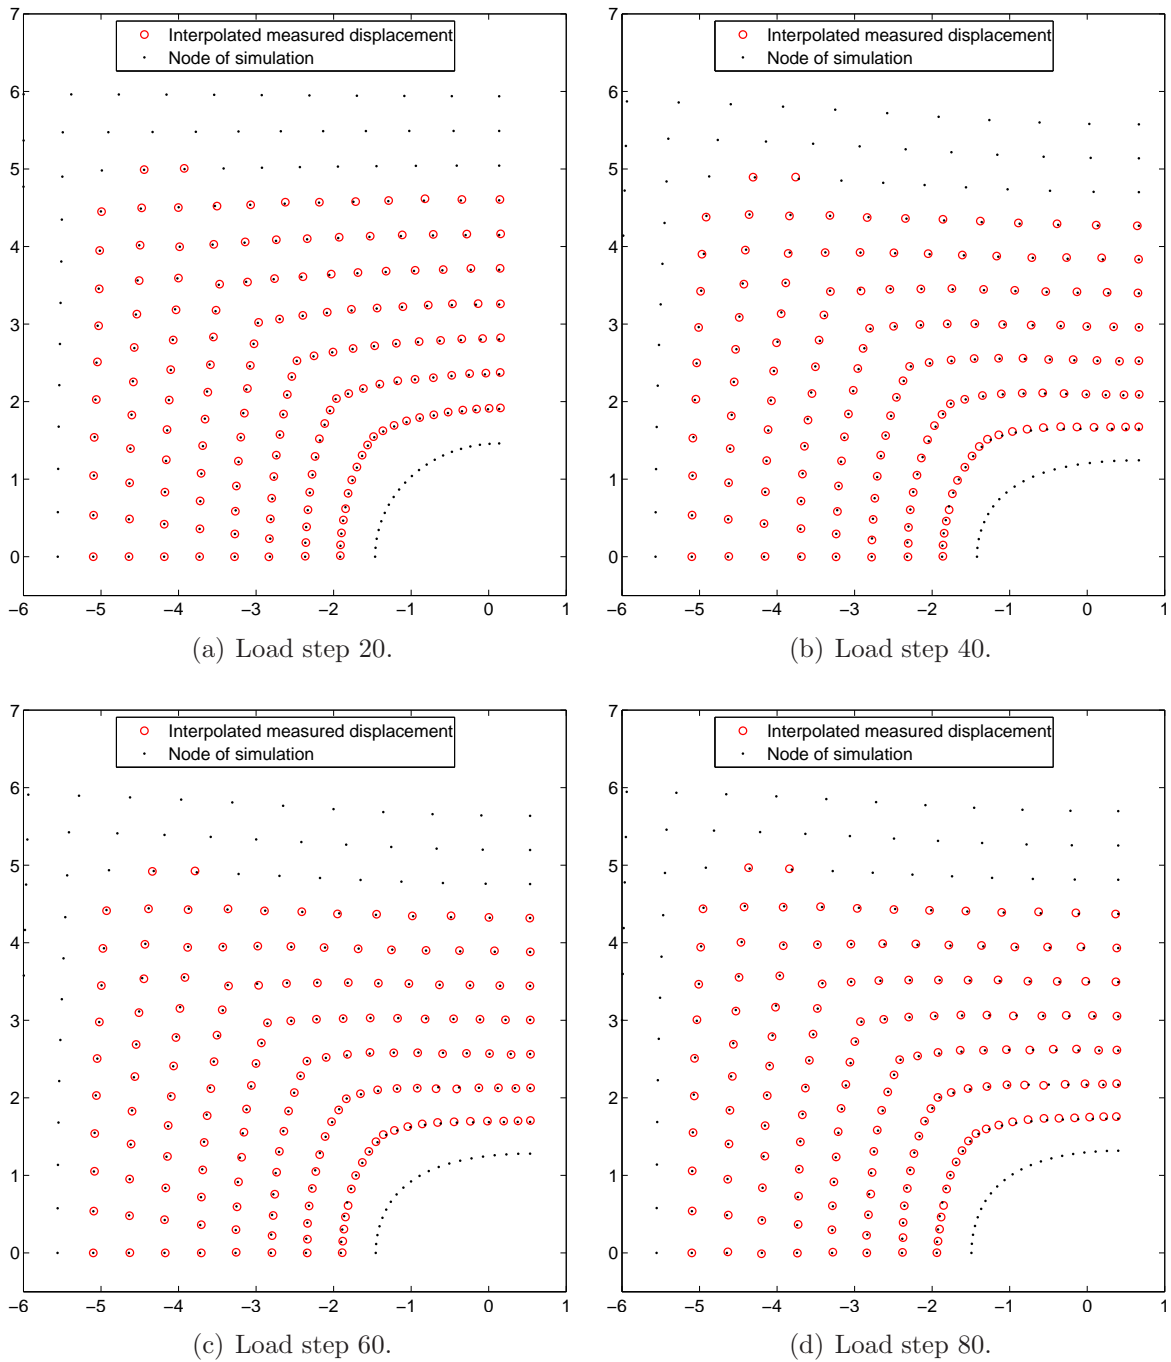 7
6
5
4
3
2
1
0
−6 −5 −4 −3 −2 −1 0 1
Interpolated measured displacement
Node of simulation
(a) Load step 20.
7
6
5
4
3
2
1
0
−6 −5 −4 −3 −2 −1 0 1
Interpolated measured displacement
Node of simulation
(b) Load step 40.
7
6
5
4
3
2
1
0
−6 −5 −4 −3 −2 −1 0 1
Interpolated measured displacement
Node of simulation
(c) Load step 60.
7
6
5
4
3
2
1
0
−6 −5 −4 −3 −2 −1 0 1
Interpolated measured displacement
Node of simulation
(d) Load step 80.